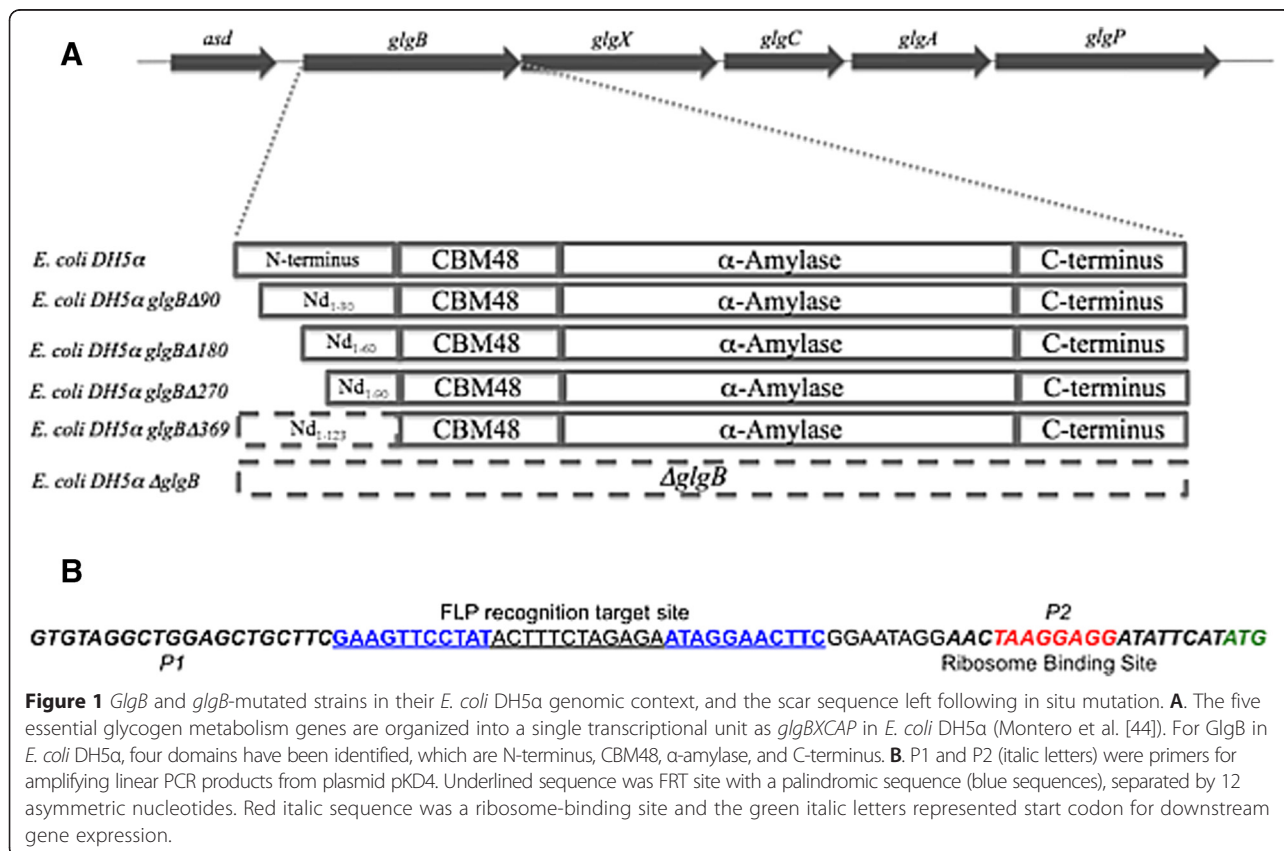 A
asd glgB glgX glgC glgA glgP
E. coli DH5α N-terminus CBM48 α-Amylase C-terminus
E. coli DH5α glgBΔ90 Nd1-30 CBM48 α-Amylase C-terminus
E. coli DH5α glgBΔ180 Nd1-60 CBM48 α-Amylase C-terminus
E. coli DH5α glgBΔ270 Nd1-90 CBM48 α-Amylase C-terminus
E. coli DH5α glgBΔ369 Nd1-123 CBM48 α-Amylase C-terminus
E. coli DH5α ΔglgB ΔglgB
B
FLP recognition target site P2
GTGTAGGCTGGAGCTGCTTCGAAGTTCCTATACTTTCTAGAGAATAGGAACTTCGGAATAGGAACTAAGGAGGATATTCATATG
P1 Ribosome Binding Site
Figure 1 GlgB and glgB-mutated strains in their E. coli DH5α genomic context, and the scar sequence left following in situ mutation. A. The five
essential glycogen metabolism genes are organized into a single transcriptional unit as glgBXCAP in E. coli DH5α (Montero et al. [44]). For GlgB in
E. coli DH5α, four domains have been identified, which are N-terminus, CBM48, α-amylase, and C-terminus. B. P1 and P2 (italic letters) were primers for
amplifying linear PCR products from plasmid pKD4. Underlined sequence was FRT site with a palindromic sequence (blue sequences), separated by 12
asymmetric nucleotides. Red italic sequence was a ribosome-binding site and the green italic letters represented start codon for downstream
gene expression.